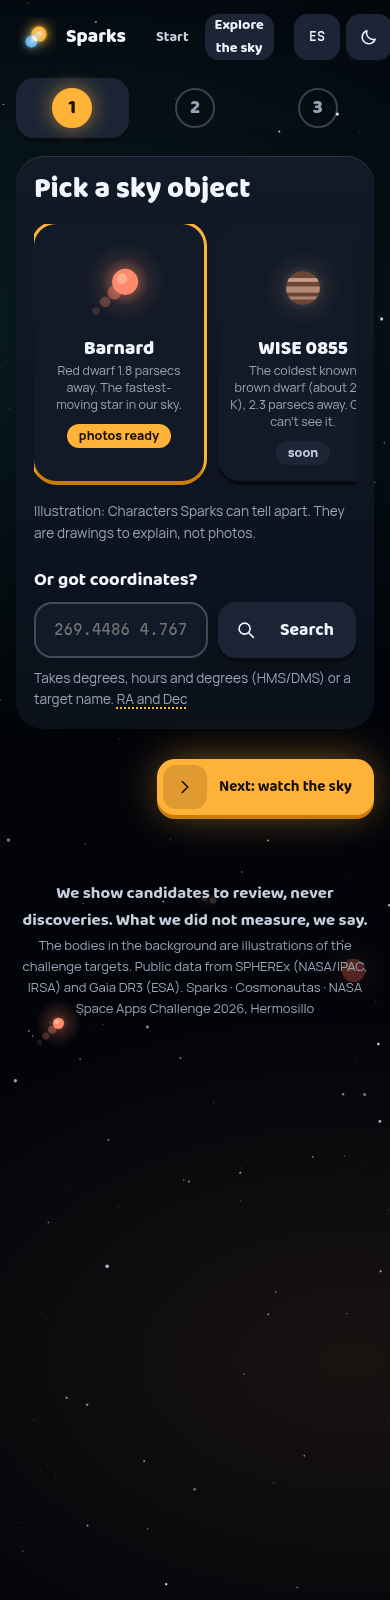 Sparks
Start
Explore
the sky
ES
1
2
3
Pick a sky object
Barnard
Red dwarf 1.8 parsecs
away. The fastest-
moving star in our sky.
photos ready
WISE 0855
The coldest known
brown dwarf (about 2
K), 2.3 parsecs away. G
can't see it.
soon
Illustration: Characters Sparks can tell apart. They
are drawings to explain, not photos.
Or got coordinates?
269.4486 4.767
Search
Takes degrees, hours and degrees (HMS/DMS) or a
target name. RA and Dec
Next: watch the sky
We show candidates to review, never
discoveries. What we did not measure, we say.
The bodies in the background are illustrations of the
challenge targets. Public data from SPHEREx (NASA/IPAC,
IRSA) and Gaia DR3 (ESA). Sparks · Cosmonautas · NASA
Space Apps Challenge 2026, Hermosillo